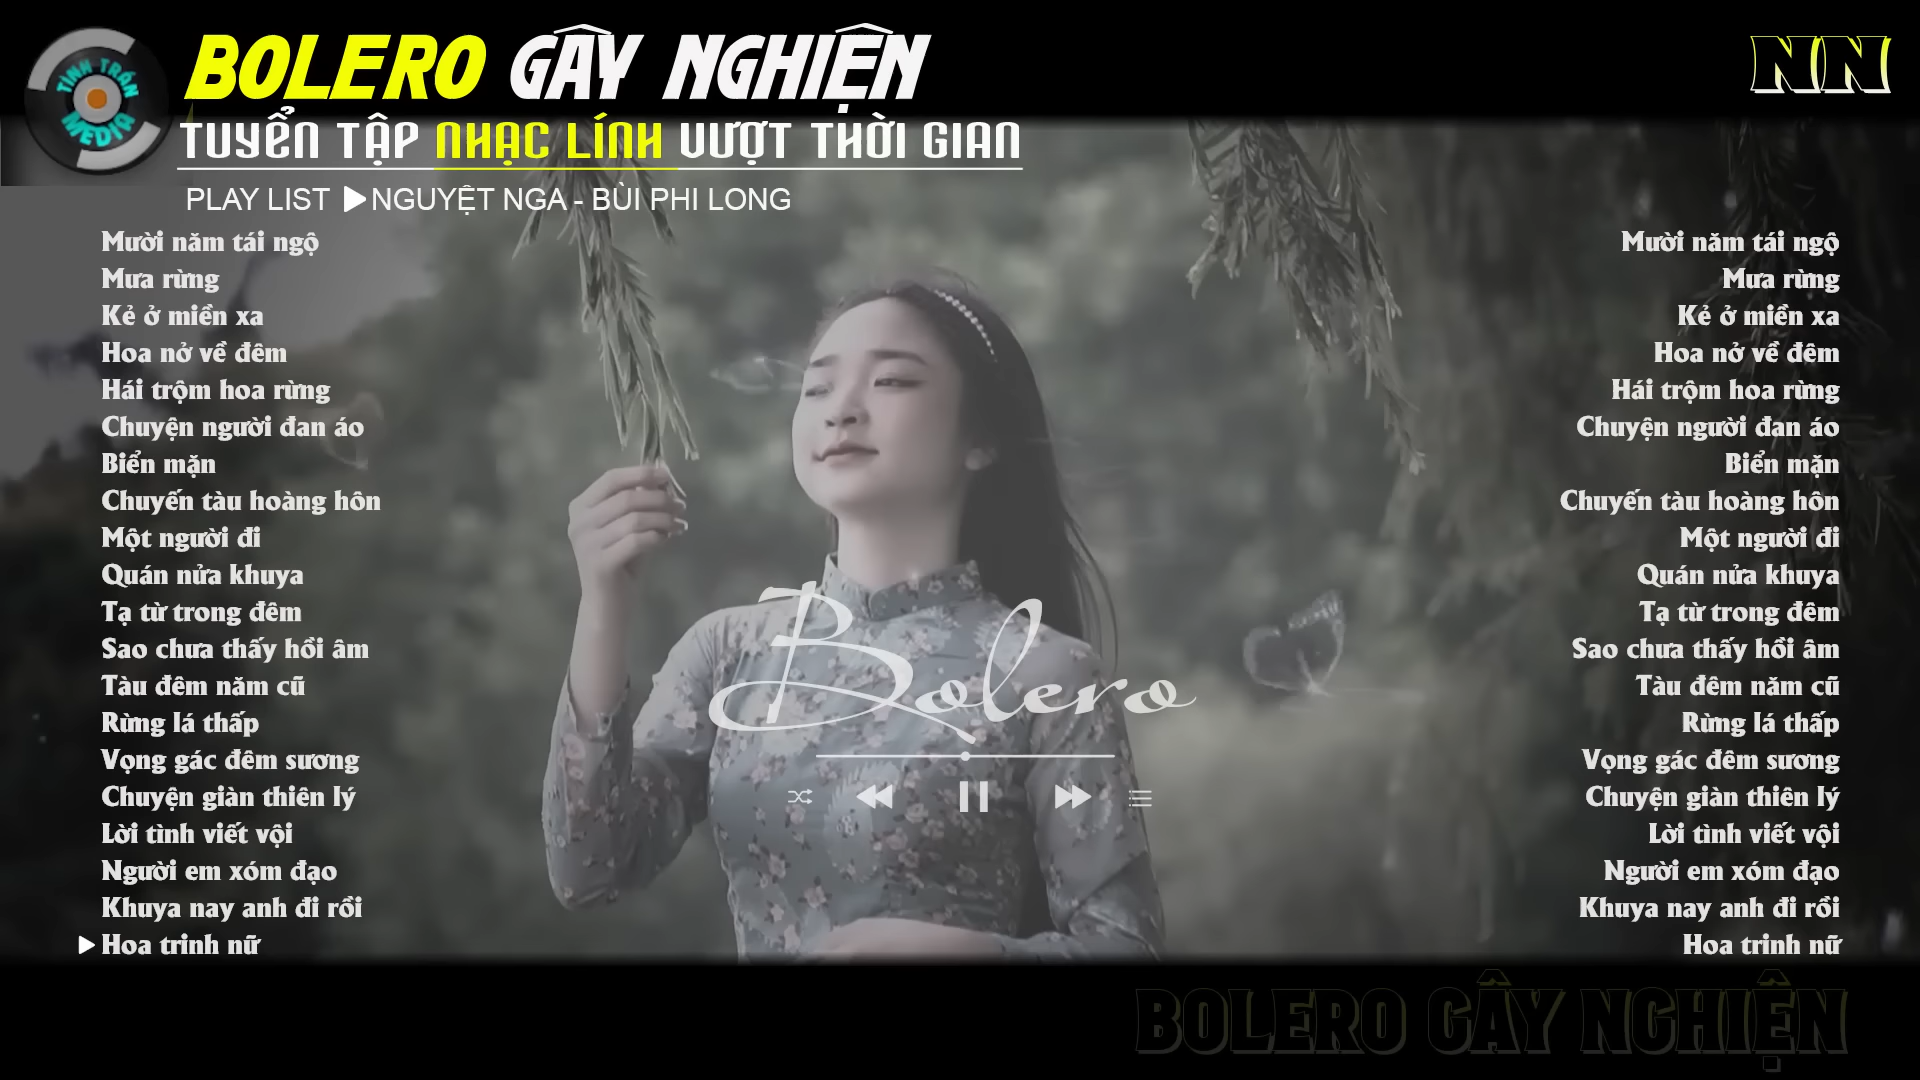 TÌNH TRẦN
MEDIA
BOLERO GÂY NGHIỆN
NN
TUYỂN TẬP NHẠC LÍNH VƯỢT THỜI GIAN
PLAY LIST NGUYỆT NGA - BÙI PHI LONG
Mười năm tái ngộ
Mưa rừng
Kẻ ở miền xa
Hoa nở về đêm
Hái trộm hoa rừng
Chuyện người đan áo
Biển mặn
Chuyến tàu hoàng hôn
Một người đi
Quán nửa khuya
Tạ từ trong đêm
Sao chưa thấy hồi âm
Tàu đêm năm cũ
Rừng lá thấp
Vọng gác đêm sương
Chuyện giàn thiên lý
Lời tình viết vội
Người em xóm đạo
Khuya nay anh đi rồi
Hoa trinh nữ
Bolero
Mười năm tái ngộ
Mưa rừng
Kẻ ở miền xa
Hoa nở về đêm
Hái trộm hoa rừng
Chuyện người đan áo
Biển mặn
Chuyến tàu hoàng hôn
Một người đi
Quán nửa khuya
Tạ từ trong đêm
Sao chưa thấy hồi âm
Tàu đêm năm cũ
Rừng lá thấp
Vọng gác đêm sương
Chuyện giàn thiên lý
Lời tình viết vội
Người em xóm đạo
Khuya nay anh đi rồi
Hoa trinh nữ
BOLERO GÂY NGHIỆN